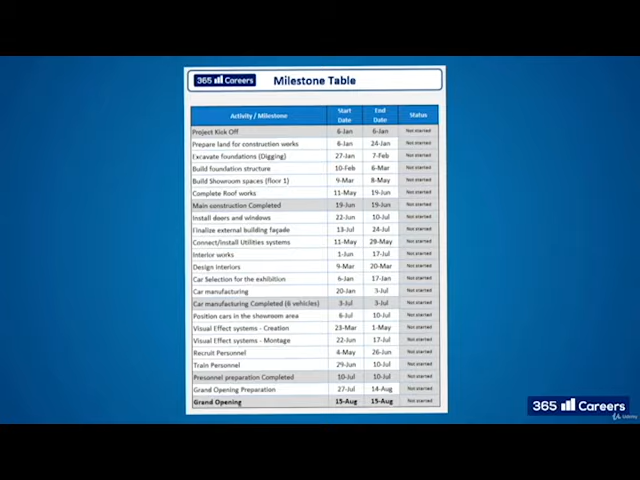 365 Careers
Milestone Table
Activity / Milestone Start Date End Date Status
Project Kick Off 6-Jan 6-Jan Not started
Prepare land for construction works 8-Jan 24-Jan Not started
Excavate foundations (Digging) 27-Jan 7-Feb Not started
Build foundation structure 10-Feb 6-Mar Not started
Build Showroom spaces (floor 1) 9-Mar 8-May Not started
Complete Roof works 11-May 19-Jun Not started
Main construction Completed 19-Jun 19-Jun Not started
Install doors and windows 22-Jun 10-Jul Not started
Finalize external building façade 13-Jul 24-Jul Not started
Connect/Install Utilities systems 11-May 29-May Not started
Interior works 1-Jun 17-Jul Not started
Design Interiors 9-Mar 20-Mar Not started
Car Selection for the exhibition 6-Jan 17-Jan Not started
Car manufacturing 20-Jan 3-Jul Not started
Car manufacturing Completed (6 vehicles) 3-Jul 3-Jul Not started
Position cars in the showroom area 6-Jul 10-Jul Not started
Visual Effect systems - Creation 23-Mar 1-May Not started
Visual Effect systems - Montage 22-Jun 17-Jul Not started
Recruit Personnel 4-May 26-Jun Not started
Train Personnel 29-Jun 10-Jul Not started
Presonnel preparation Completed 10-Jul 10-Jul Not started
Grand Opening Preparation 27-Jul 14-Aug Not started
Grand Opening 15-Aug 15-Aug Not started
365 Careers
Udemy